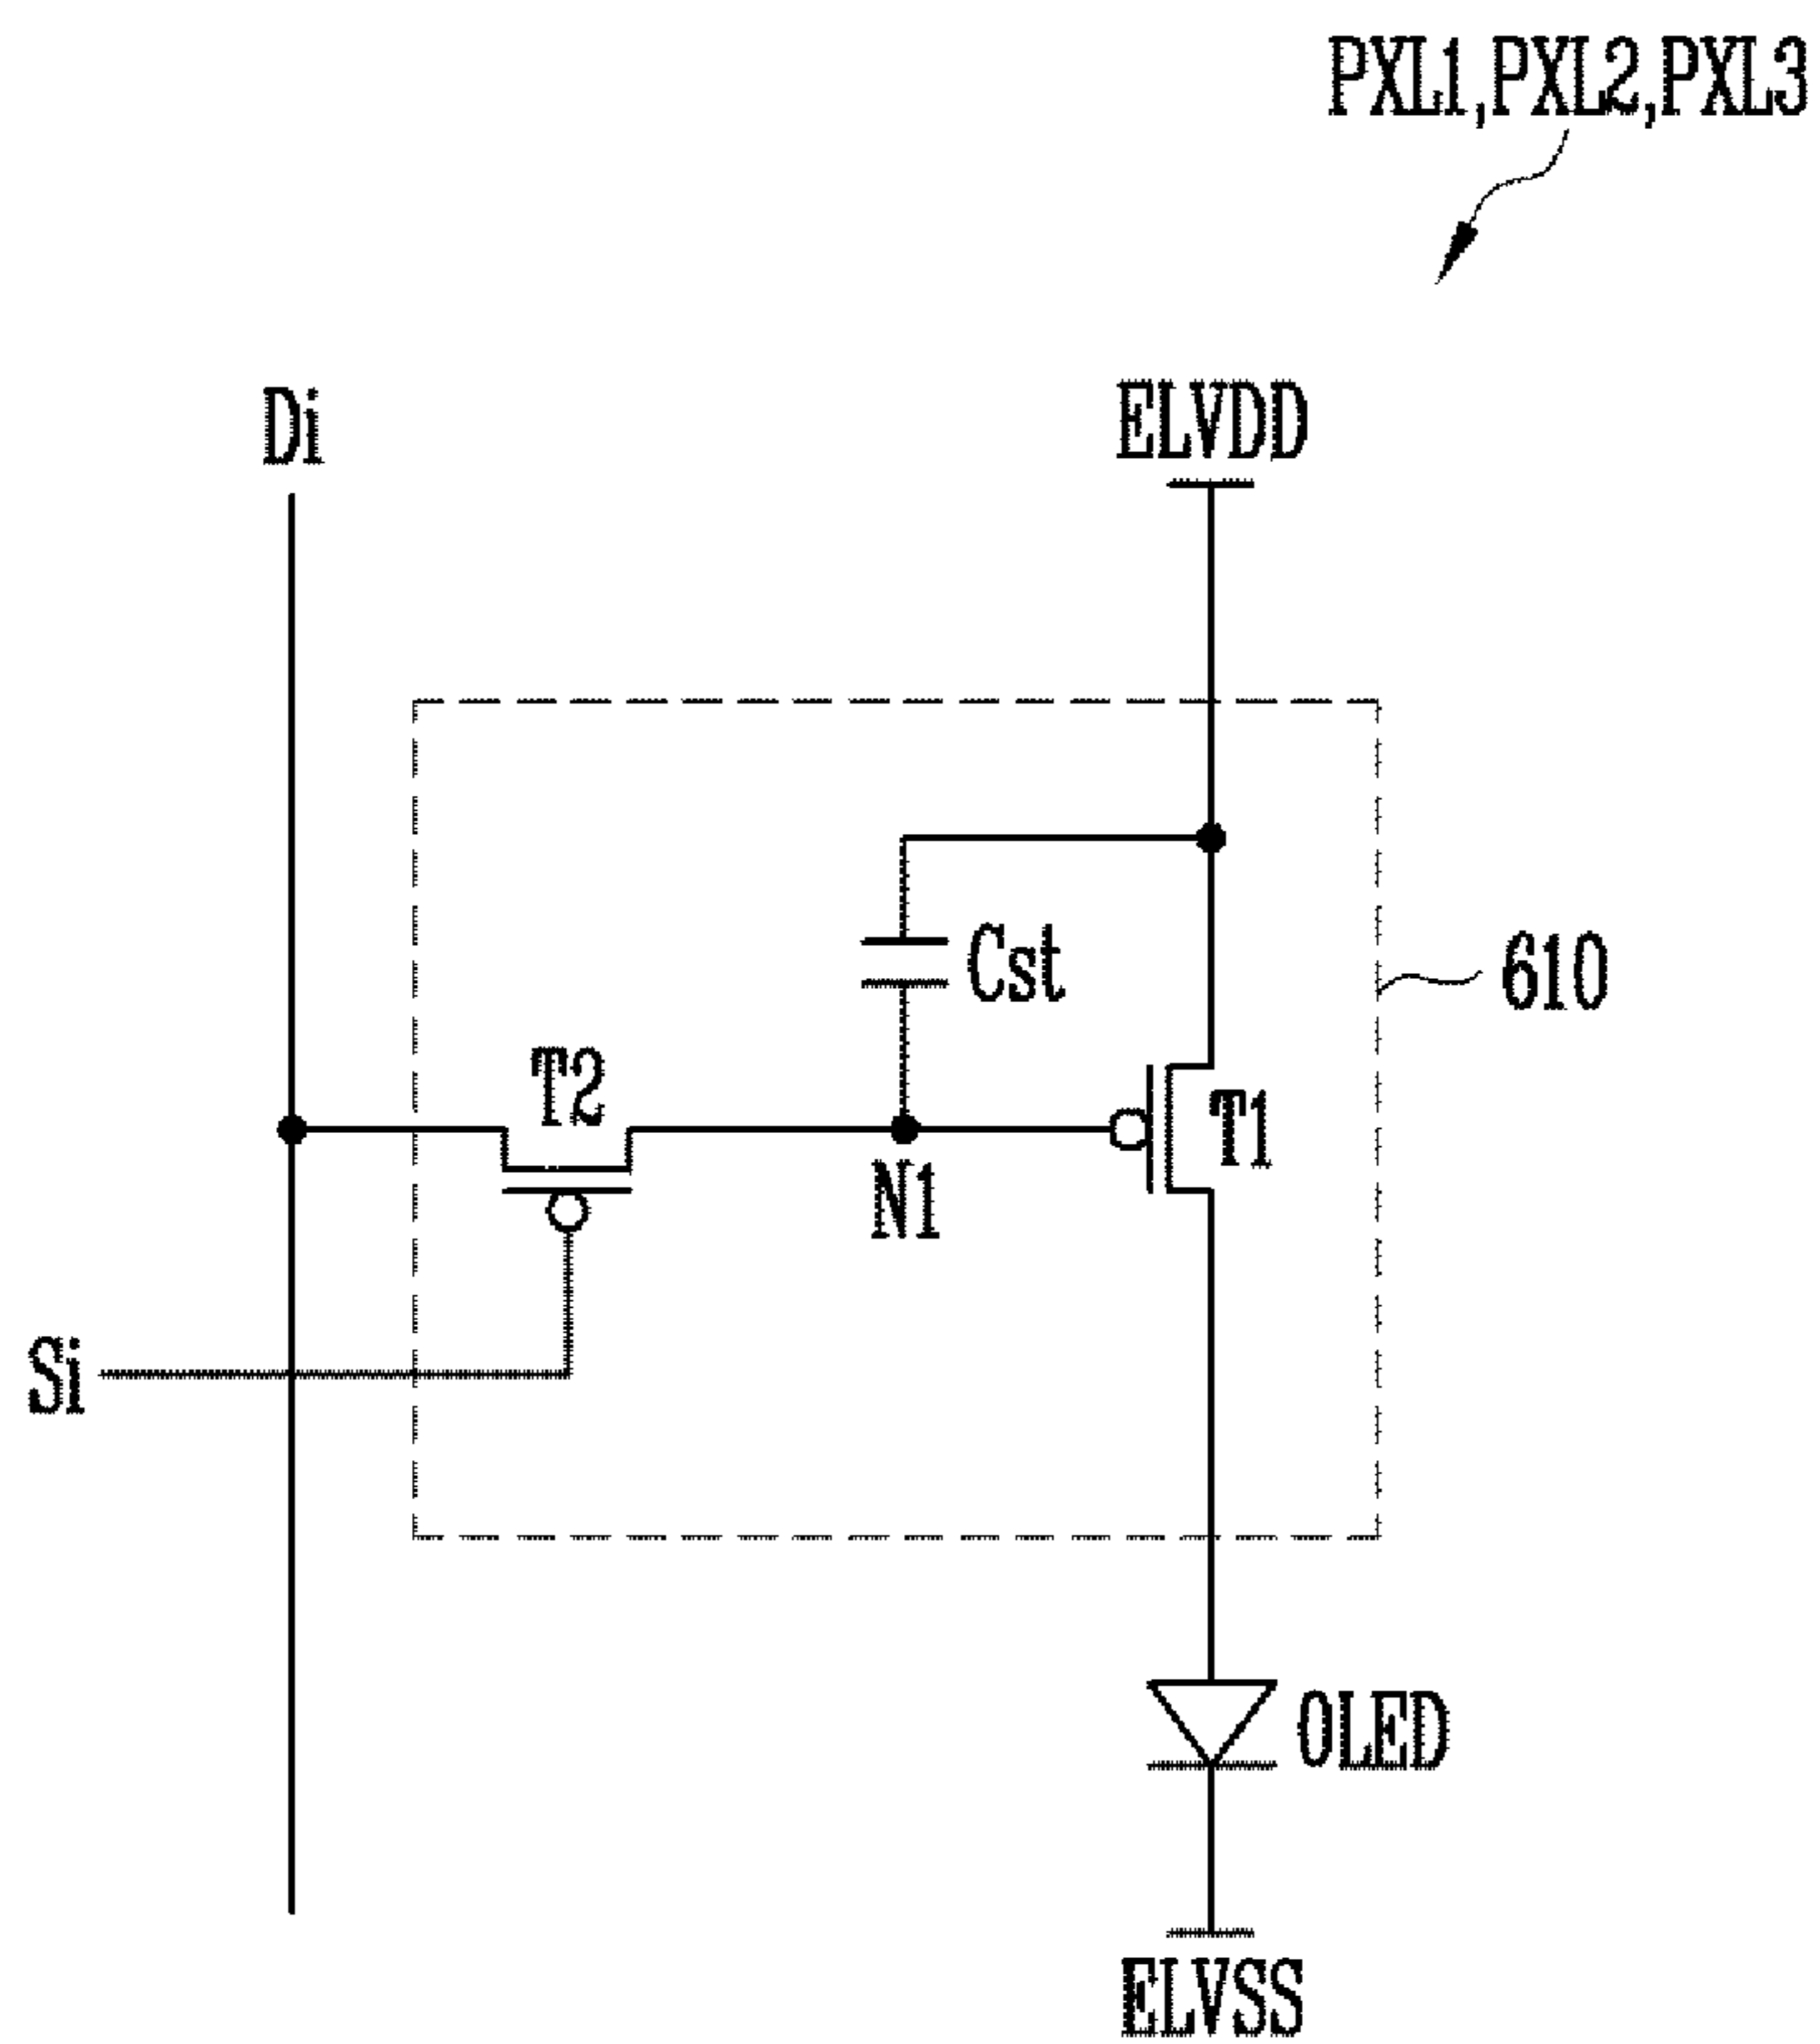 PXL1,PXL2,PXL3
Di
ELVDD
Cst
610
T2
T1
N1
Si
OLED
ELVSS